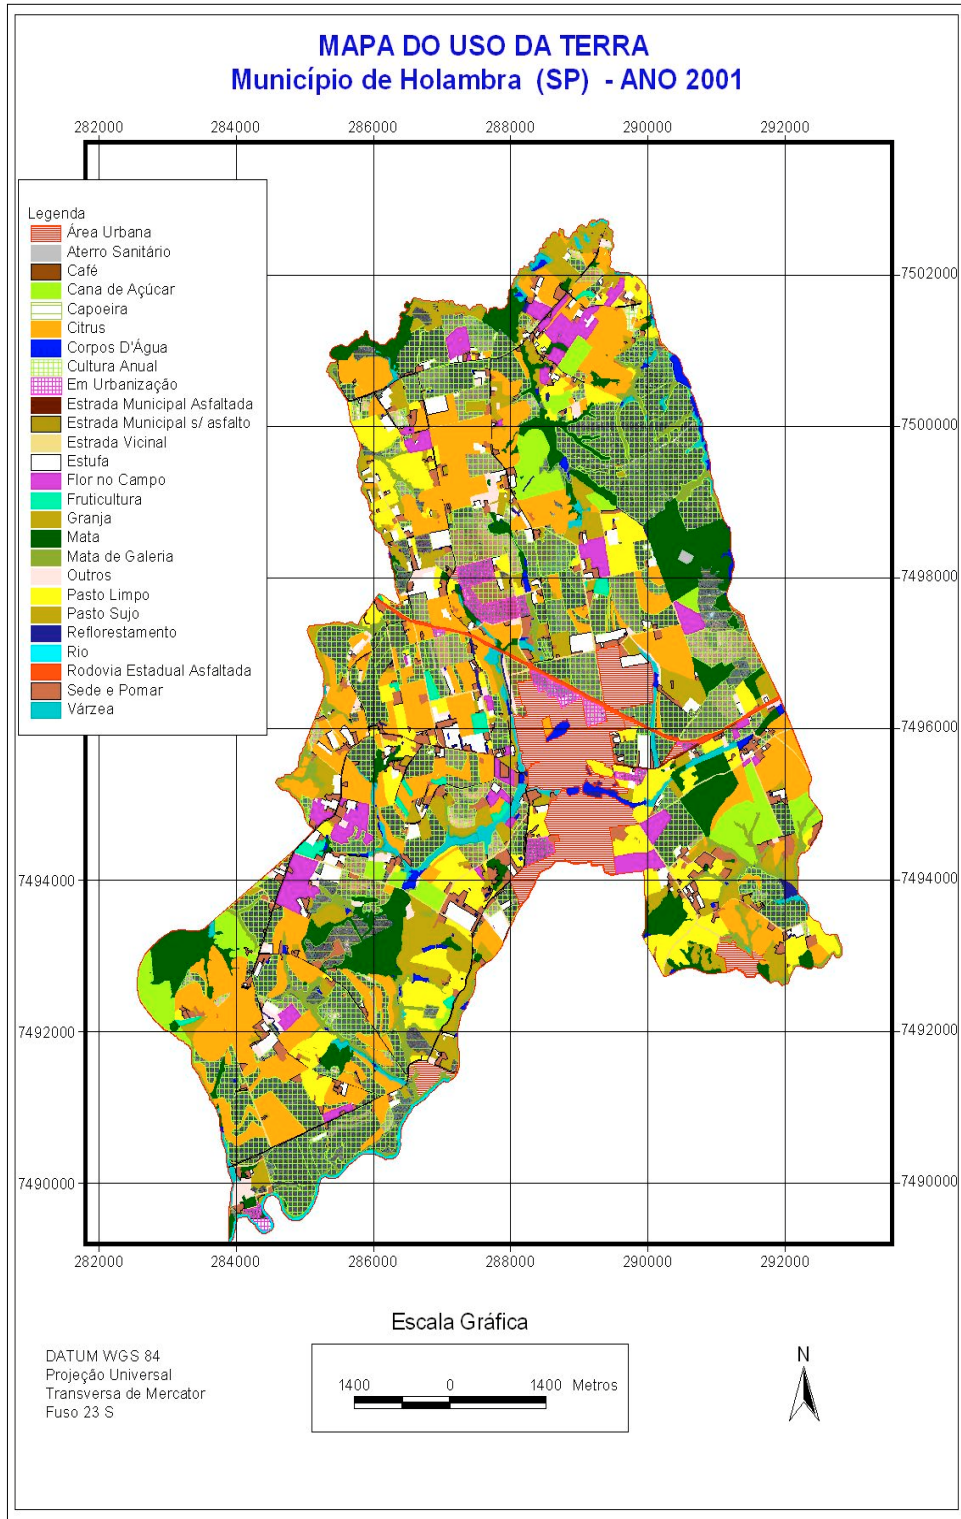 MAPA DO USO DA TERRA
Município de Holambra (SP) - ANO 2001
282000 284000 286000 288000 290000 292000
Legenda
Área Urbana
Aterro Sanitário
Café
Cana de Açúcar
Capoeira
Citrus
Corpos D'Água
Cultura Anual
Em Urbanização
Estrada Municipal Asfaltada
Estrada Municipal s/ asfalto
Estrada Vicinal
Estufa
Flor no Campo
Fruticultura
Granja
Mata
Mata de Galeria
Outros
Pasto Limpo
Pasto Sujo
Reflorestamento
Rio
Rodovia Estadual Asfaltada
Sede e Pomar
Várzea
7502000
7500000
7498000
7496000
7494000 7494000
7492000 7492000
7490000 7490000
282000 284000 286000 288000 290000 292000
Escala Gráfica
DATUM WGS 84
Projeção Universal
Transversa de Mercator
Fuso 23 S
1400 0 1400 Metros
N